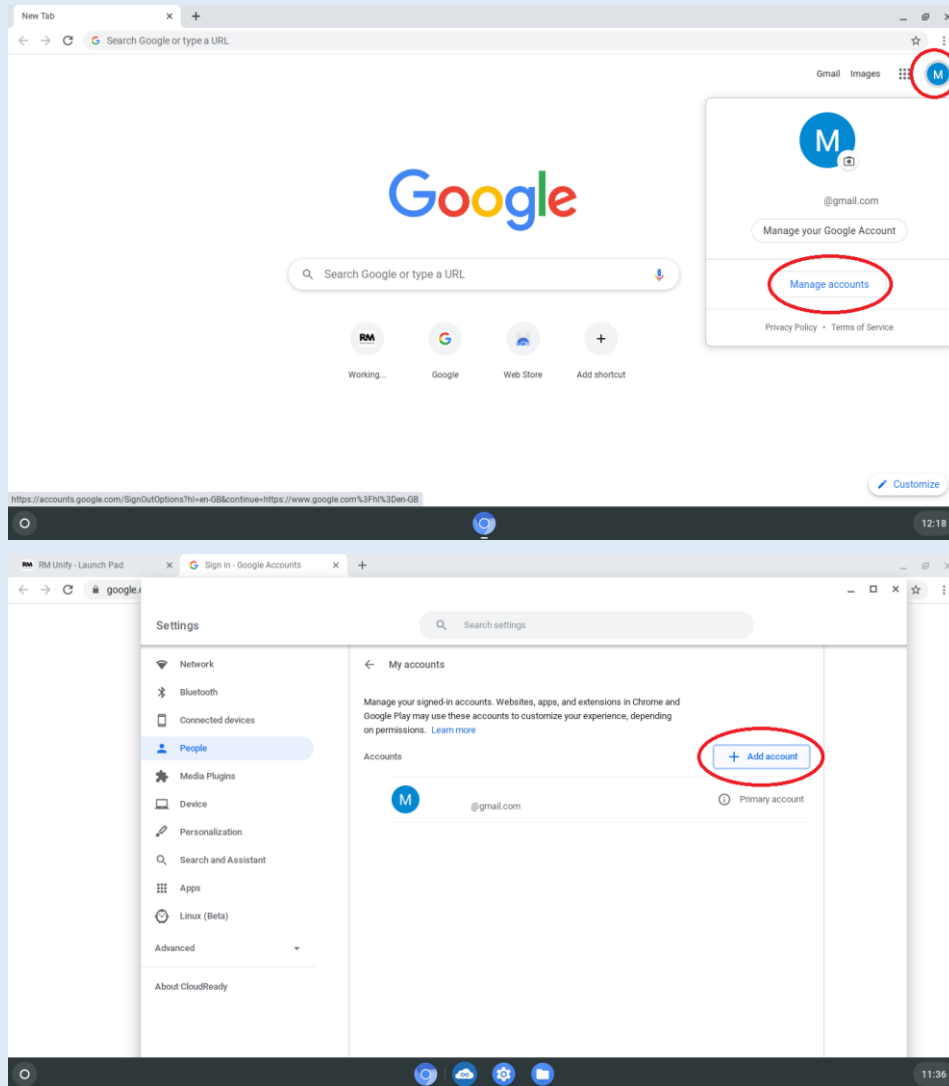 New Tab
Search Google or type a URL
Gmail Images
M
M
@gmail.com
Manage your Google Account
Manage accounts
Privacy Policy • Terms of Service
Google
Search Google or type a URL
RM
G
Working...
Google
Web Store
Add shortcut
Customize
https://accounts.google.com/SignOutOptions?hl=en-GB&continue=https://www.google.com%3Fhl%3Den-GB
12:18
RM RM Unify - Launch Pad
G Sign in - Google Accounts
google.
Settings
Search settings
Network
Bluetooth
Connected devices
People
Media Plugins
Device
Personalization
Search and Assistant
Apps
Linux (Beta)
Advanced
About CloudReady
My accounts
Manage your signed-in accounts. Websites, apps, and extensions in Chrome and
Google Play may use these accounts to customize your experience, depending
on permissions. Learn more
Accounts
+ Add account
M
@gmail.com
Primary account
11:36